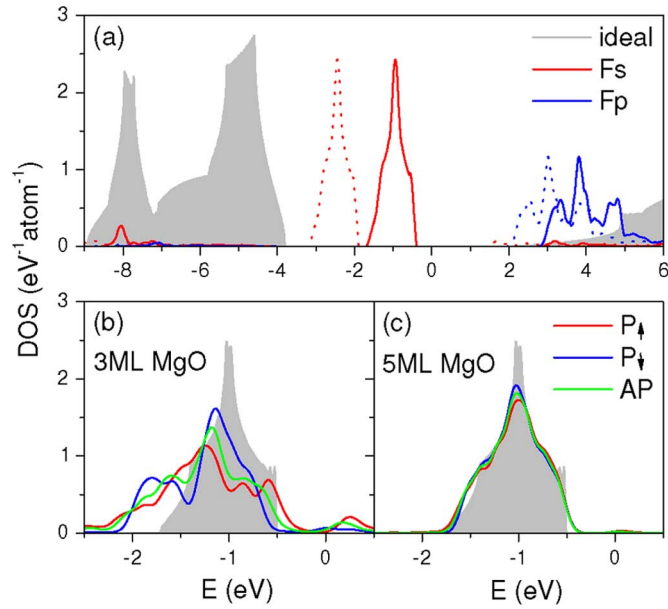 3
(a)
ideal
Fs
Fp
2
1
0
-8 -6 -4 -2 0 2 4 6
DOS (eV⁻¹atom⁻¹)
3
(b)
3ML MgO
(c)
5ML MgO
P↑
P↓
AP
2
1
0
-2 -1 0 -2 -1 0
E (eV) E (eV)